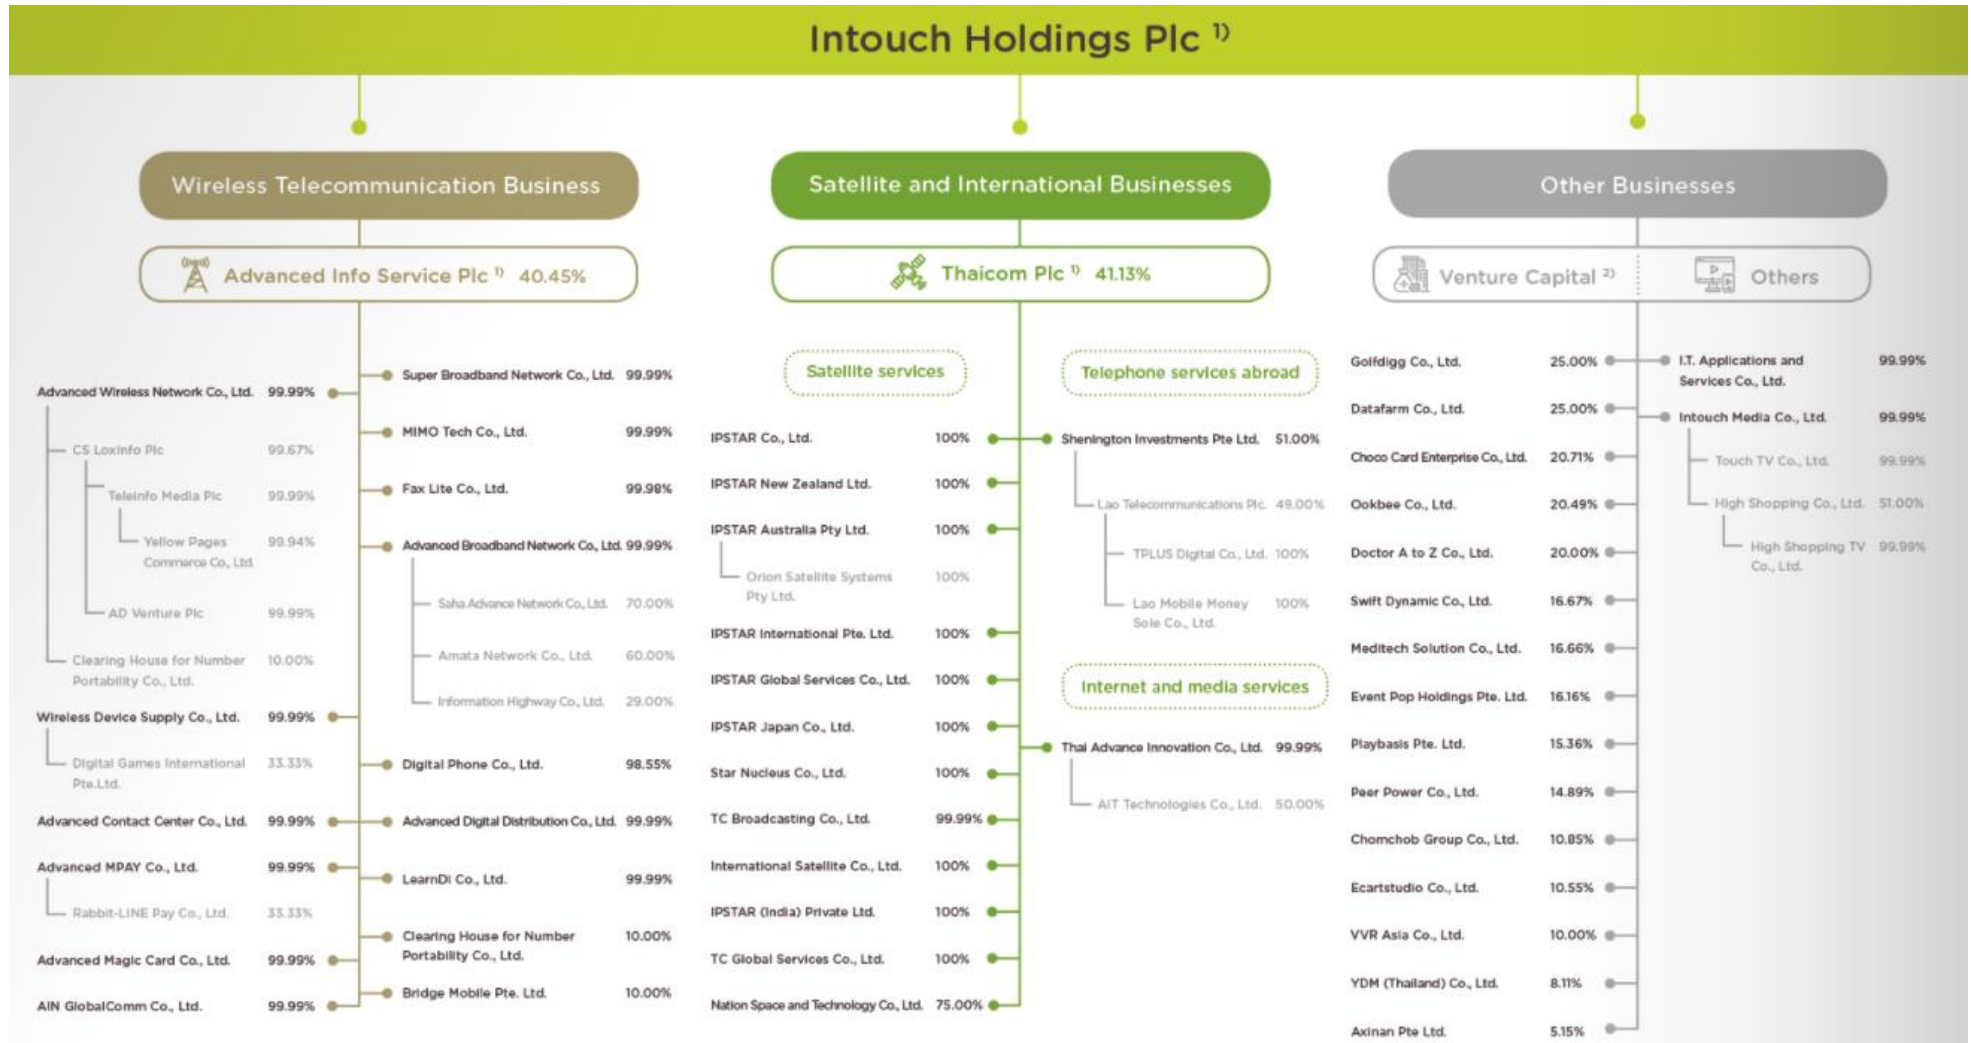 Intouch Holdings Plc 1)
Wireless Telecommunication Business
Advanced Info Service Plc 1) 40.45%
Advanced Wireless Network Co., Ltd. 99.99%
CS Loxinfo Plc 99.67%
Teleinfo Media Plc 99.99%
Yellow Pages 99.94%
Commerce Co., Ltd
AD Venture Plc 99.99%
Clearing House for Number 10.00%
Portability Co., Ltd.
Wireless Device Supply Co., Ltd. 99.99%
Digital Games International 33.33%
Pte.Ltd.
Advanced Contact Center Co., Ltd. 99.99%
Advanced MPAY Co., Ltd. 99.99%
Rabbit-LINE Pay Co., Ltd. 33.33%
Advanced Magic Card Co., Ltd. 99.99%
AIN GlobalComm Co., Ltd. 99.99%
Super Broadband Network Co., Ltd. 99.99%
MIMO Tech Co., Ltd. 99.99%
Fax Lite Co., Ltd. 99.98%
Advanced Broadband Network Co., Ltd. 99.99%
Saha Advance Network Co., Ltd. 70.00%
Amata Network Co., Ltd. 60.00%
Information Highway Co., Ltd. 29.00%
Digital Phone Co., Ltd. 98.55%
Advanced Digital Distribution Co., Ltd. 99.99%
LearnDi Co., Ltd. 99.99%
Clearing House for Number 10.00%
Portability Co., Ltd.
Bridge Mobile Pte. Ltd. 10.00%
Satellite and International Businesses
Thaicom Plc 1) 41.13%
Satellite services
IPSTAR Co., Ltd. 100%
IPSTAR New Zealand Ltd. 100%
IPSTAR Australia Pty Ltd. 100%
Orion Satellite Systems 100%
Pty Ltd.
IPSTAR International Pte. Ltd. 100%
IPSTAR Global Services Co., Ltd. 100%
IPSTAR Japan Co., Ltd. 100%
Star Nucleus Co., Ltd. 100%
TC Broadcasting Co., Ltd. 99.99%
International Satellite Co., Ltd. 100%
IPSTAR (India) Private Ltd. 100%
TC Global Services Co., Ltd. 100%
Nation Space and Technology Co., Ltd. 75.00%
Telephone services abroad
Shenington Investments Pte Ltd. 51.00%
Lao Telecommunications Plc. 49.00%
TPLUS Digital Co., Ltd. 100%
Lao Mobile Money 100%
Sole Co., Ltd.
Internet and media services
Thai Advance Innovation Co., Ltd. 99.99%
AIT Technologies Co., Ltd. 50.00%
Other Businesses
Venture Capital 2)
Others
Golfdigg Co., Ltd. 25.00%
Datafarm Co., Ltd. 25.00%
Choco Card Enterprise Co., Ltd. 20.71%
Ookbee Co., Ltd. 20.49%
Doctor A to Z Co., Ltd. 20.00%
Swift Dynamic Co., Ltd. 16.67%
Meditech Solution Co., Ltd. 16.66%
Event Pop Holdings Pte. Ltd. 16.16%
Playbasis Pte. Ltd. 15.36%
Peer Power Co., Ltd. 14.89%
Chomchob Group Co., Ltd. 10.85%
Ecartstudio Co., Ltd. 10.55%
VVR Asia Co., Ltd. 10.00%
YDM (Thailand) Co., Ltd. 8.11%
Axinan Pte Ltd. 5.15%
I.T. Applications and 99.99%
Services Co., Ltd.
Intouch Media Co., Ltd. 99.99%
Touch TV Co., Ltd. 99.99%
High Shopping Co., Ltd. 51.00%
High Shopping TV 99.99%
Co., Ltd.